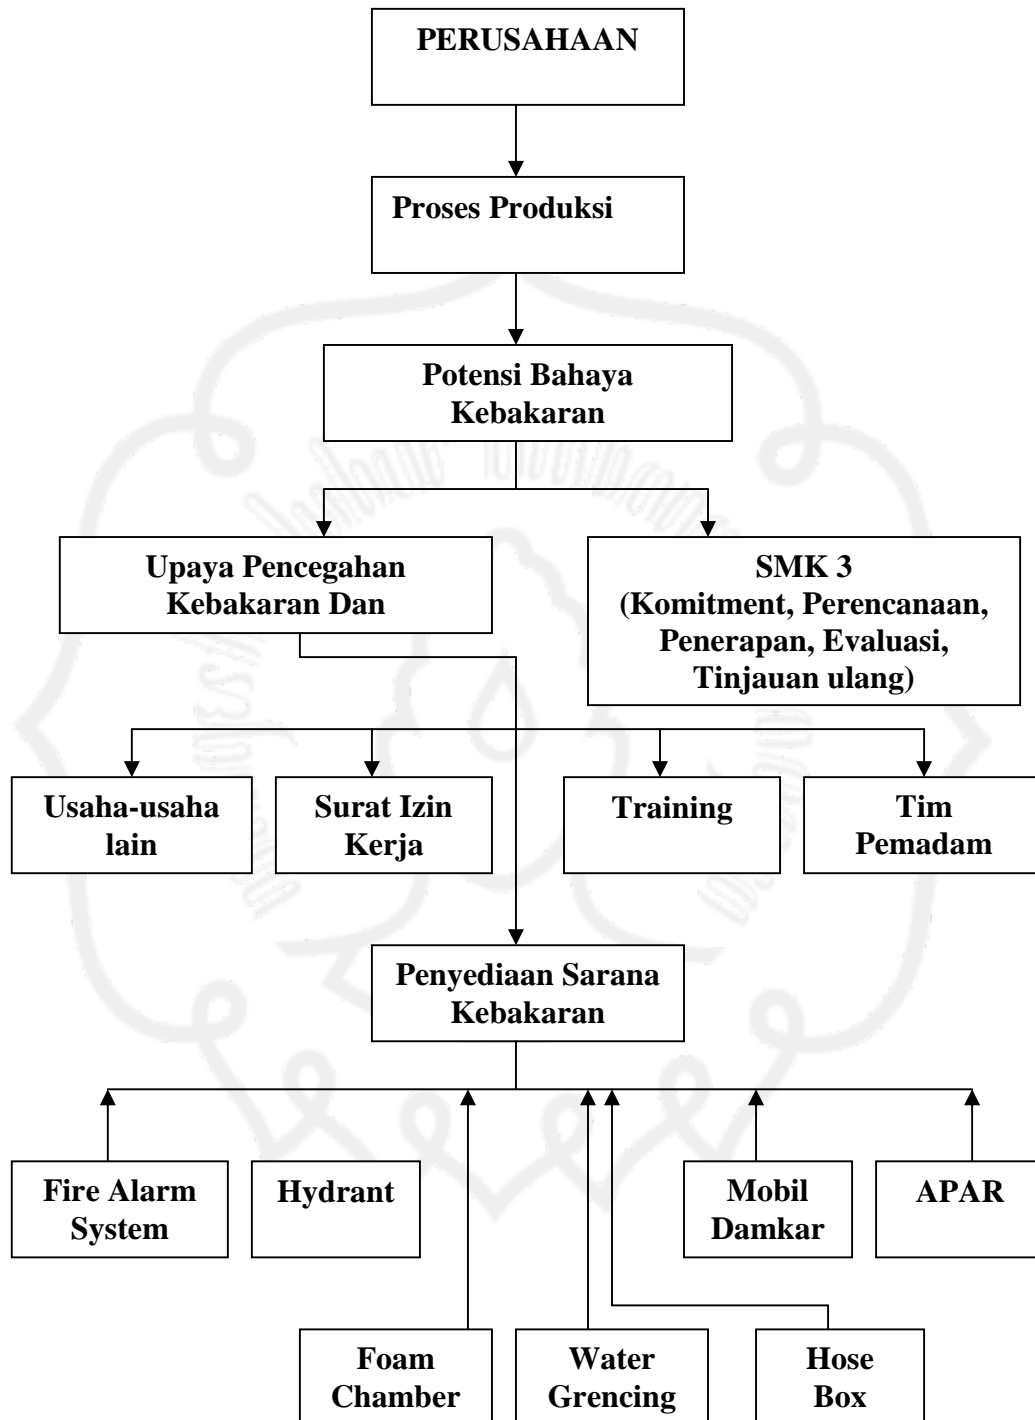 PERUSAHAAN
Proses Produksi
Potensi Bahaya
Kebakaran
Upaya Pencegahan
Kebakaran Dan
SMK 3
(Komitment, Perencanaan,
Penerapan, Evaluasi,
Tinjauan ulang)
Usaha-usaha
lain
Surat Izin
Kerja
Training
Tim
Pemadam
Penyediaan Sarana
Kebakaran
Fire Alarm
System
Hydrant
Mobil
Damkar
APAR
Foam
Chamber
Water
Grencing
Hose
Box